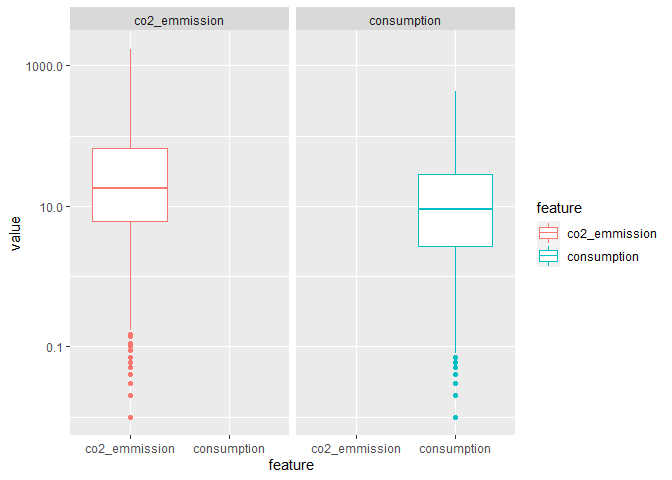 co2_emmission consumption
1000.0
10.0
0.1
value
co2_emmission consumption co2_emmission consumption
feature
feature
co2_emmission
consumption